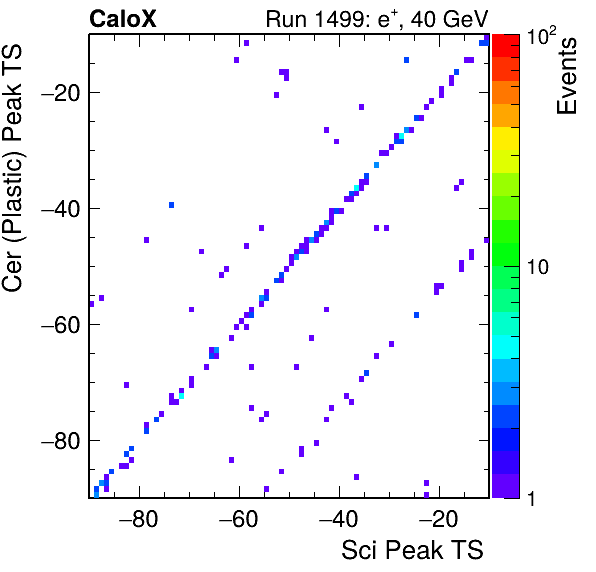 CaloX Run 1499: e⁺, 40 GeV
Cer (Plastic) Peak TS
−20
−40
−60
−80
−80 −60 −40 −20
Sci Peak TS
10²
10
1
Events